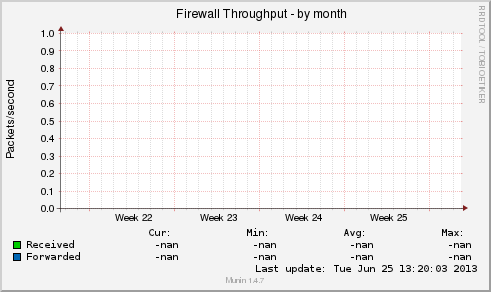 Firewall Throughput - by month
RRDTOOL / TOBI OETIKER
Packets/second
1.0
0.9
0.8
0.7
0.6
0.5
0.4
0.3
0.2
0.1
0.0
Week 22 Week 23 Week 24 Week 25
Cur: Min: Avg: Max:
Received -nan -nan -nan -nan
Forwarded -nan -nan -nan -nan
Last update: Tue Jun 25 13:20:03 2013
Munin 1.4.7